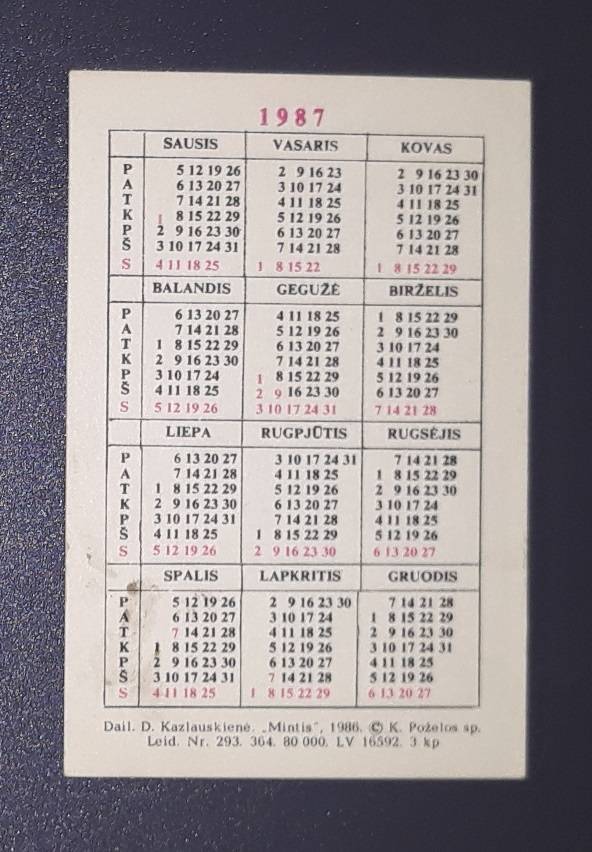 1987
SAUSIS VASARIS KOVAS
P 5 12 19 26 2 9 16 23 2 9 16 23 30
A 6 13 20 27 3 10 17 24 3 10 17 24 31
T 7 14 21 28 4 11 18 25 4 11 18 25
K 1 8 15 22 29 5 12 19 26 5 12 19 26
P 2 9 16 23 30 6 13 20 27 6 13 20 27
Š 3 10 17 24 31 7 14 21 28 7 14 21 28
S 4 11 18 25 1 8 15 22 1 8 15 22 29
BALANDIS GEGUŽĖ BIRŽELIS
P 6 13 20 27 4 11 18 25 1 8 15 22 29
A 7 14 21 28 5 12 19 26 2 9 16 23 30
T 1 8 15 22 29 6 13 20 27 3 10 17 24
K 2 9 16 23 30 7 14 21 28 4 11 18 25
P 3 10 17 24 1 8 15 22 29 5 12 19 26
Š 4 11 18 25 2 9 16 23 30 6 13 20 27
S 5 12 19 26 3 10 17 24 31 7 14 21 28
LIEPA RUGPJŪTIS RUGSĖJIS
P 6 13 20 27 3 10 17 24 31 7 14 21 28
A 7 14 21 28 4 11 18 25 1 8 15 22 29
T 1 8 15 22 29 5 12 19 26 2 9 16 23 30
K 2 9 16 23 30 6 13 20 27 3 10 17 24
P 3 10 17 24 31 7 14 21 28 4 11 18 25
Š 4 11 18 25 1 8 15 22 29 5 12 19 26
S 5 12 19 26 2 9 16 23 30 6 13 20 27
SPALIS LAPKRITIS GRUODIS
P 5 12 19 26 2 9 16 23 30 7 14 21 28
A 6 13 20 27 3 10 17 24 1 8 15 22 29
T 7 14 21 28 4 11 18 25 2 9 16 23 30
K 1 8 15 22 29 5 12 19 26 3 10 17 24 31
P 2 9 16 23 30 6 13 20 27 4 11 18 25
Š 3 10 17 24 31 7 14 21 28 5 12 19 26
S 4 11 18 25 1 8 15 22 29 6 13 20 27
Dail. D. Kazlauskienė. „Mintis", 1986. © K. Poželos sp.
Leid. Nr. 293. 364. 80 000. LV 16592. 3 kp